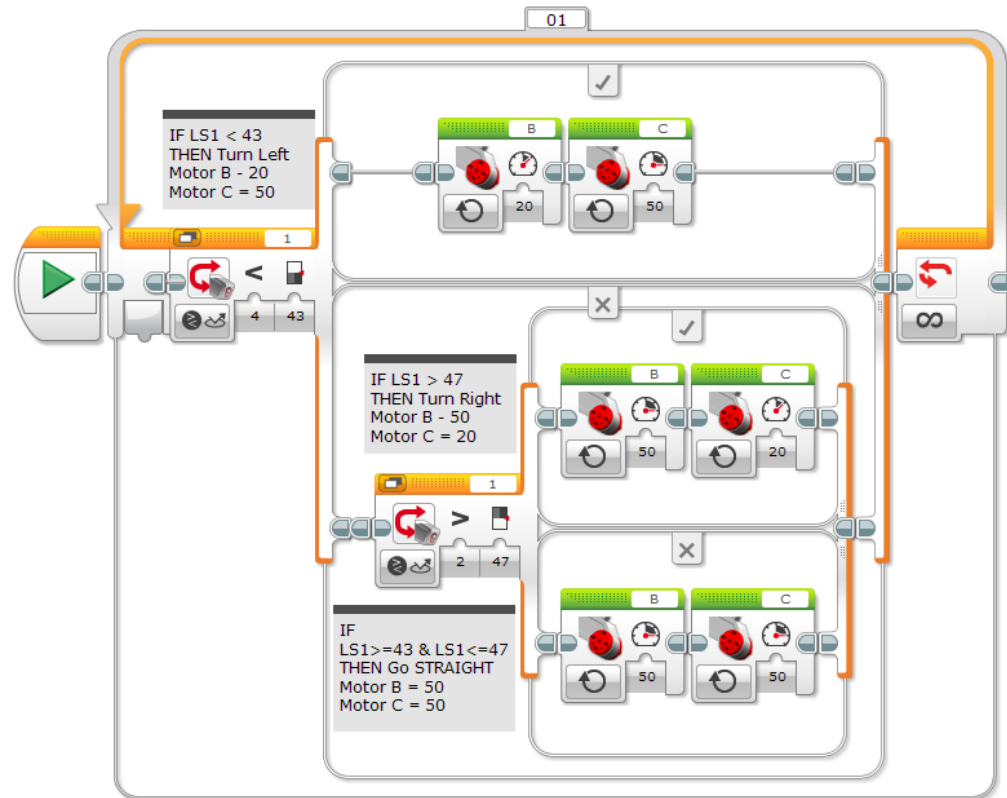 01
IF LS1 < 43
THEN Turn Left
Motor B - 20
Motor C = 50
B
C
20
50
1
<
4
43
∞
IF LS1 > 47
THEN Turn Right
Motor B - 50
Motor C = 20
B
C
50
20
1
>
2
47
IF
LS1>=43 & LS1<=47
THEN Go STRAIGHT
Motor B = 50
Motor C = 50
B
C
50
50